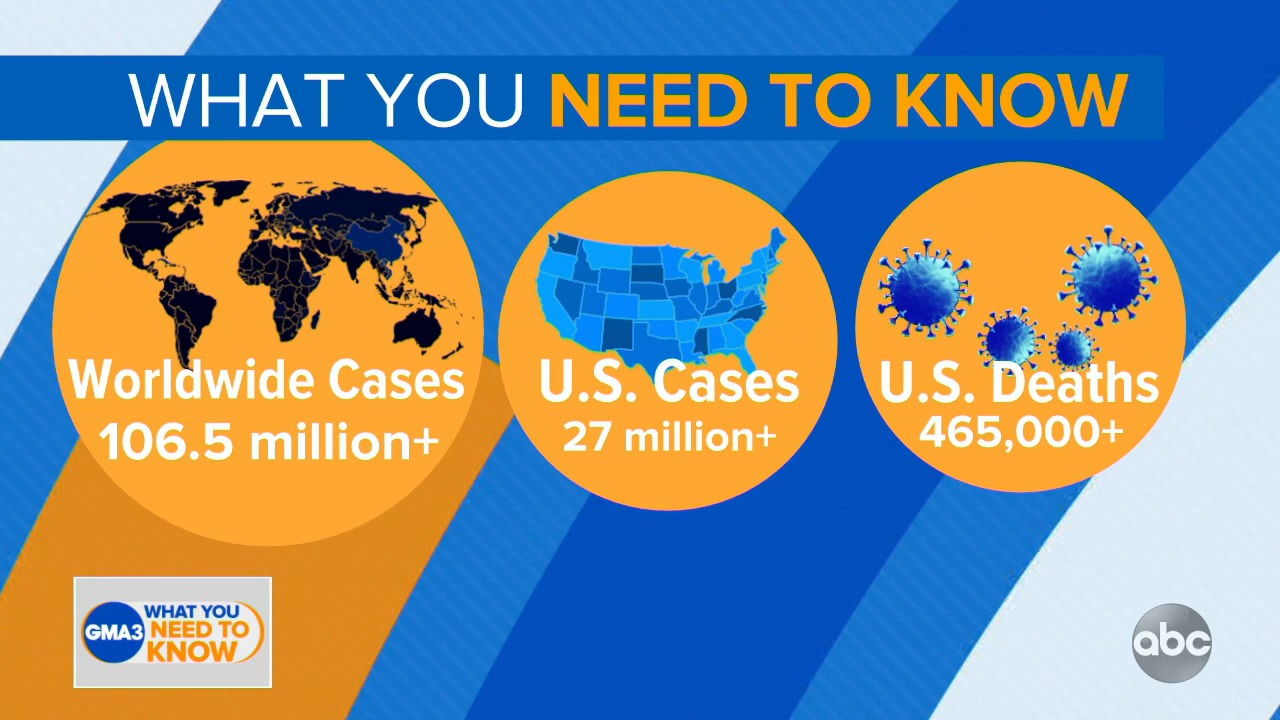 WHAT YOU NEED TO KNOW
Worldwide Cases
106.5 million+
U.S. Cases
27 million+
U.S. Deaths
465,000+
GMA3
WHAT YOU
NEED TO
KNOW
abc